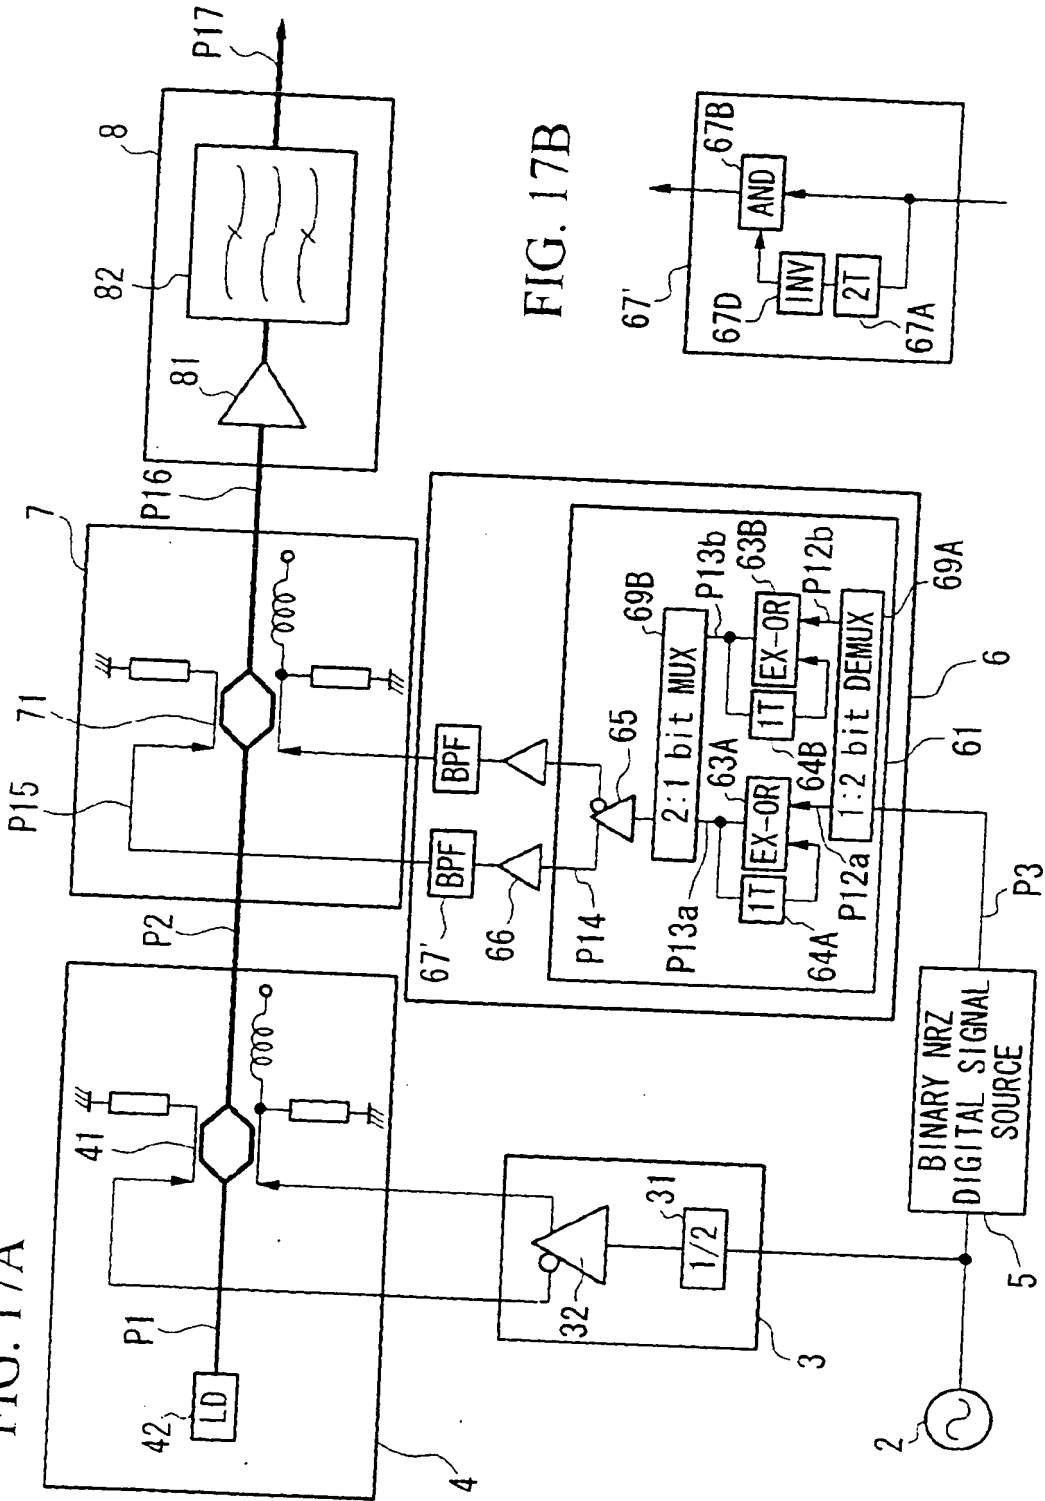 FIG. 17A
FIG. 17B
42
LD
P1
41
4
P2
P15
71
7
P16
81
82
8
P17
32
31
1/2
3
2
5
BINARY NRZ
DIGITAL SIGNAL
SOURCE
P3
67'
BPF
BPF
66
P14
65
69B
2:1 bit MUX
P13a
63A
P13b
63B
1T
EX-OR
1T
EX-OR
64A
P12a
64B
P12b
1:2 bit DEMUX
69A
61
6
67'
67B
AND
67D
INV
2T
67A